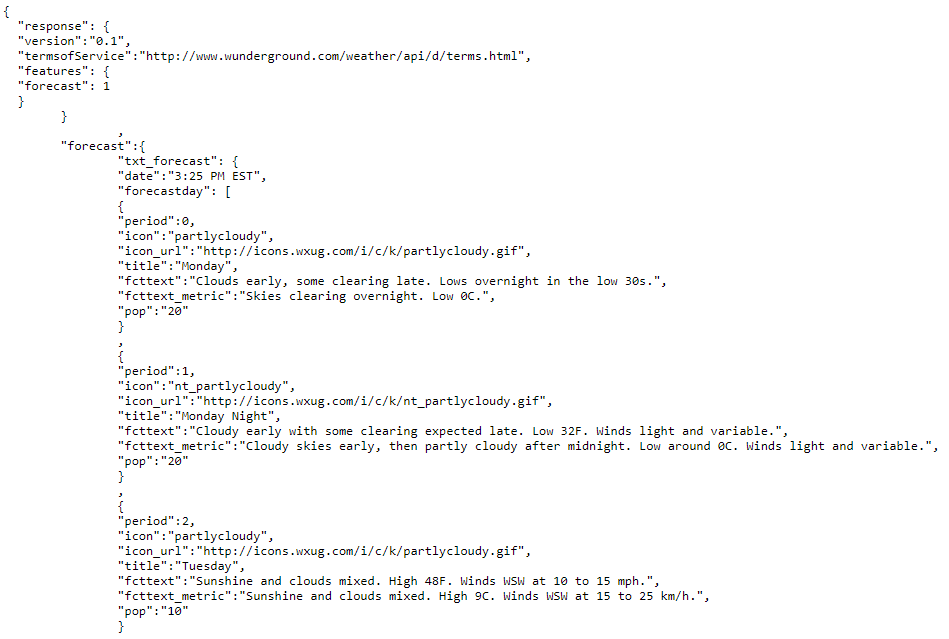 {
"response": {
"version":"0.1",
"termsofService":"http://www.wunderground.com/weather/api/d/terms.html",
"features": {
"forecast": 1
}
}
,
"forecast":{
"txt_forecast": {
"date":"3:25 PM EST",
"forecastday": [
{
"period":0,
"icon":"partlycloudy",
"icon_url":"http://icons.wxug.com/i/c/k/partlycloudy.gif",
"title":"Monday",
"fcttext":"Clouds early, some clearing late. Lows overnight in the low 30s.",
"fcttext_metric":"Skies clearing overnight. Low 0C.",
"pop":"20"
}
,
{
"period":1,
"icon":"nt_partlycloudy",
"icon_url":"http://icons.wxug.com/i/c/k/nt_partlycloudy.gif",
"title":"Monday Night",
"fcttext":"Cloudy early with some clearing expected late. Low 32F. Winds light and variable.",
"fcttext_metric":"Cloudy skies early, then partly cloudy after midnight. Low around 0C. Winds light and variable.",
"pop":"20"
}
,
{
"period":2,
"icon":"partlycloudy",
"icon_url":"http://icons.wxug.com/i/c/k/partlycloudy.gif",
"title":"Tuesday",
"fcttext":"Sunshine and clouds mixed. High 48F. Winds WSW at 10 to 15 mph.",
"fcttext_metric":"Sunshine and clouds mixed. High 9C. Winds WSW at 15 to 25 km/h.",
"pop":"10"
}